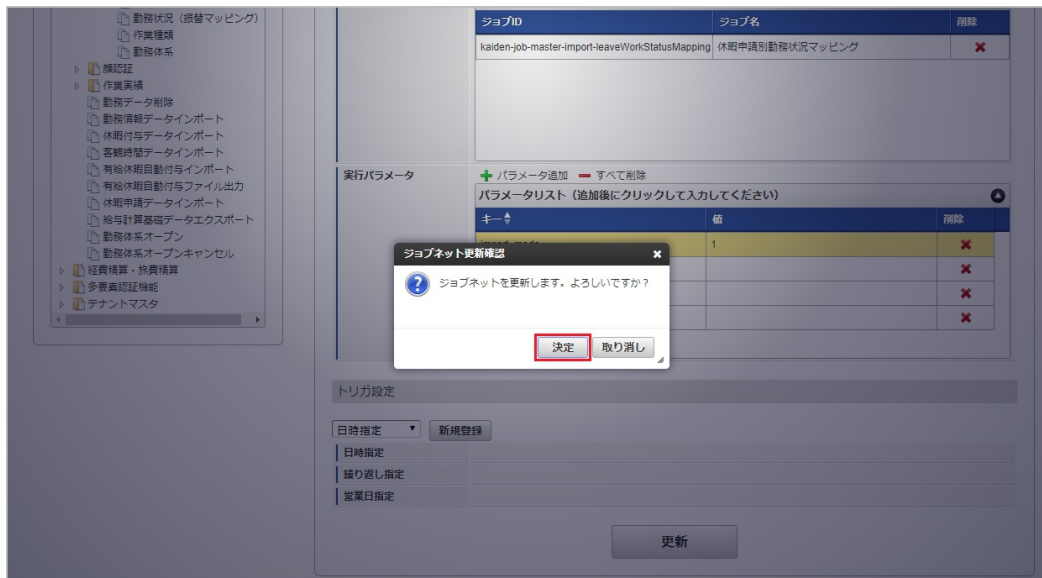 勤務状況（振替マッピング）
作業種類
勤務体系
顔認証
作業実績
勤務データ削除
勤務情報データインポート
休暇付与データインポート
客観時間データインポート
有給休暇自動付与インポート
有給休暇自動付与ファイル出力
休暇申請データインポート
給与計算基礎データエクスポート
勤務体系オープン
勤務体系オープンキャンセル
経費精算・旅費精算
多要素認証機能
テナントマスタ
ジョブID ジョブ名 削除
kaiden-job-master-import-leaveWorkStatusMapping 休暇申請別勤務状況マッピング
実行パラメータ
パラメータ追加 すべて削除
パラメータリスト（追加後にクリックして入力してください）
キー 値 削除
import_mode 1
ジョブネット更新確認
ジョブネットを更新します。よろしいですか？
決定 取り消し
トリガ設定
日時指定 新規登録
日時指定
繰り返し指定
営業日指定
更新